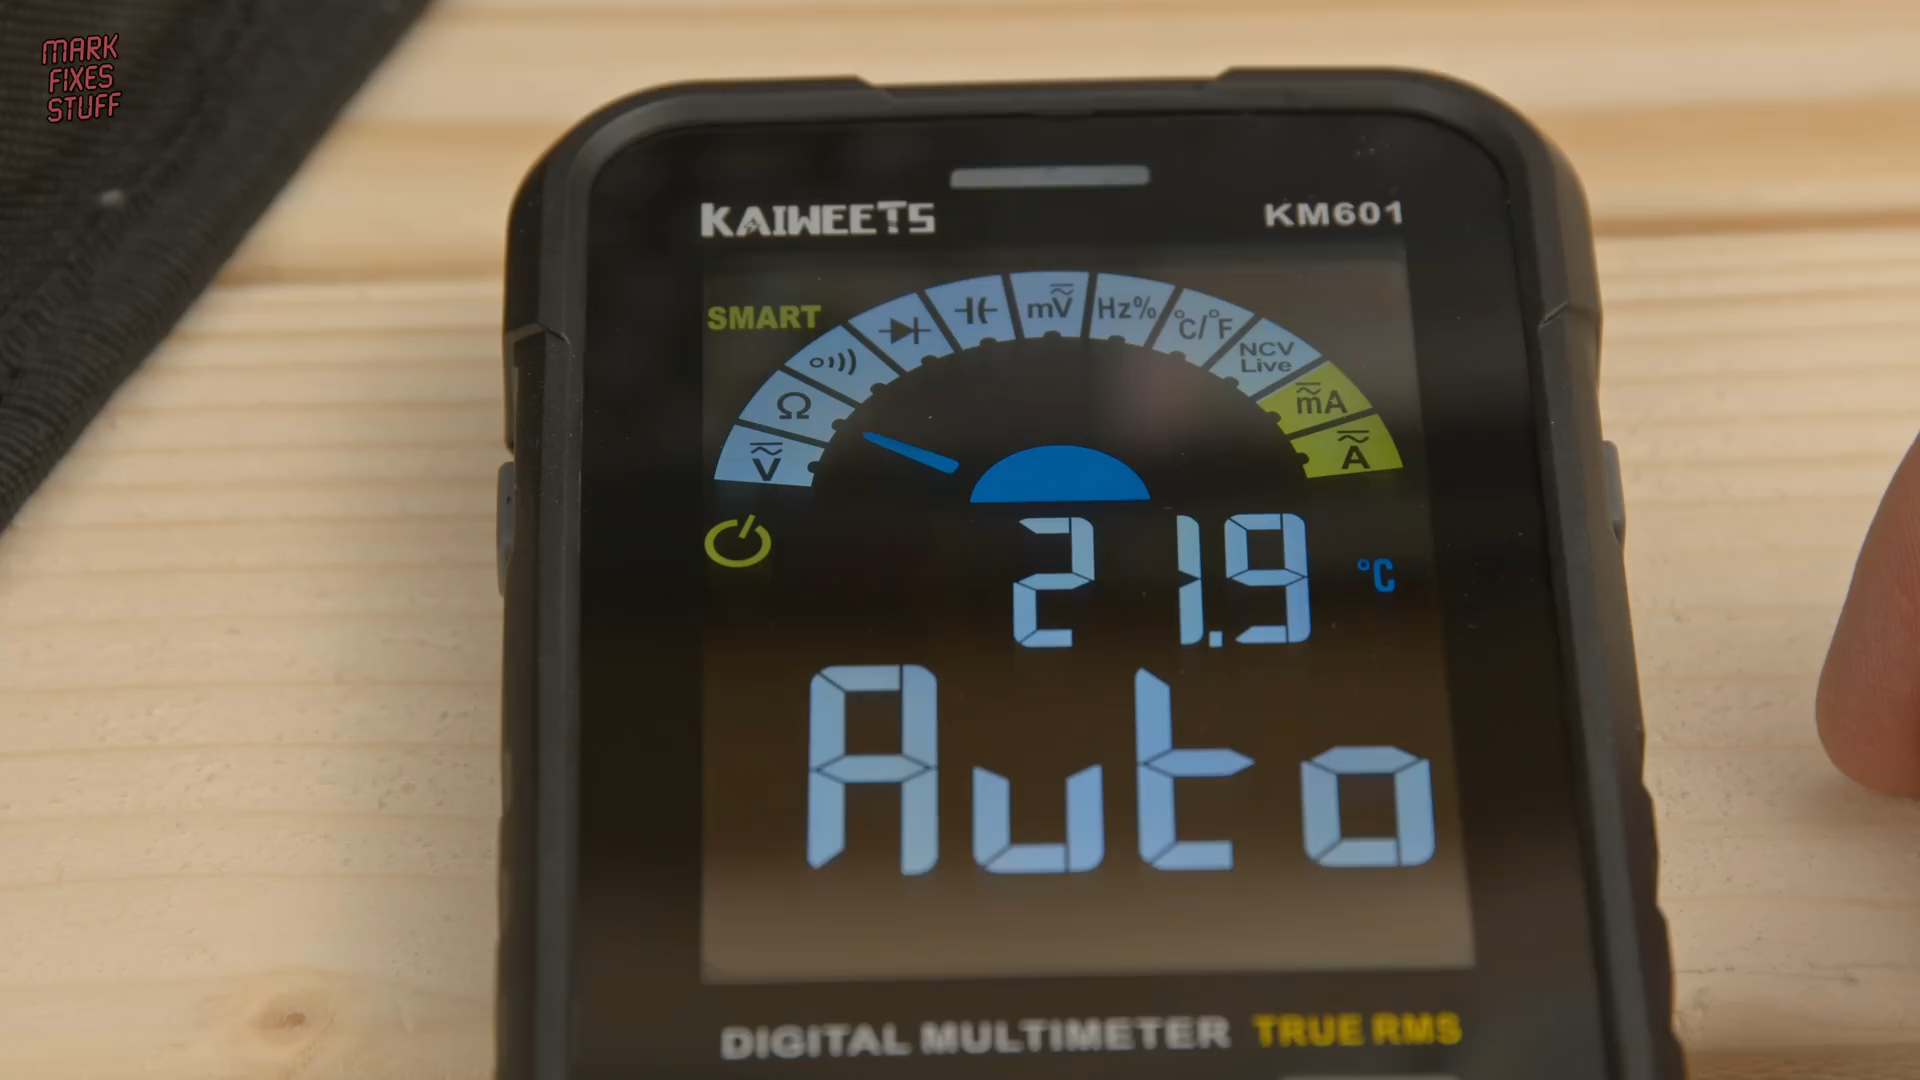 MARK
FIXES
STUFF
KAIWEETS KM601
SMART
V
Ω
mV
Hz%
°C/°F
NCV
Live
mA
A
21.9 °C
Auto
DIGITAL MULTIMETER TRUE RMS